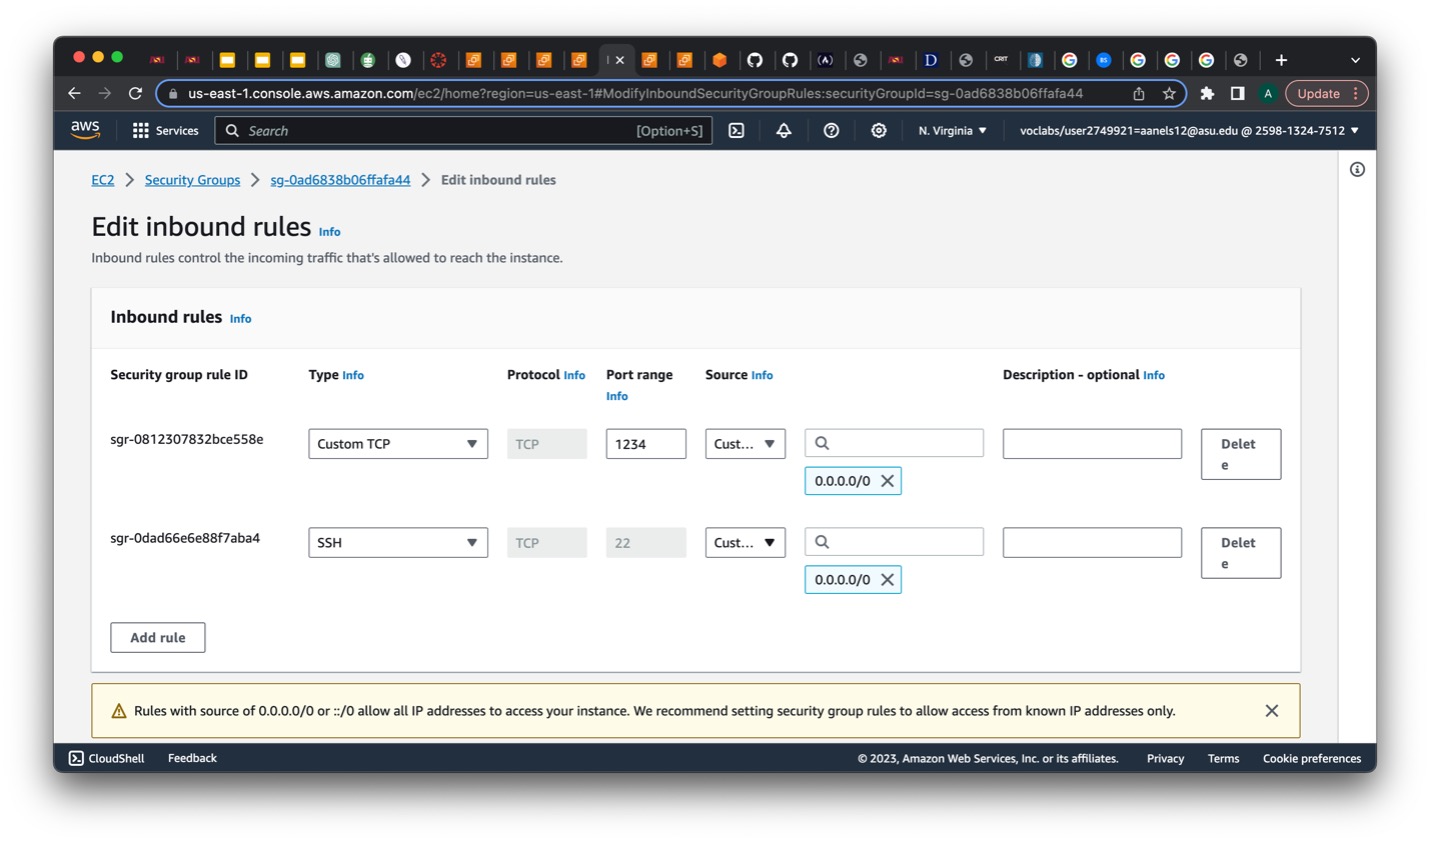 us-east-1.console.aws.amazon.com/ec2/home?region=us-east-1#ModifyInboundSecurityGroupRules:securityGroupId=sg-0ad6838b06ffafa44
A
Update
aws
Services
Search
[Option+S]
N. Virginia
voclabs/user2749921=aanels12@asu.edu @ 2598-1324-7512
EC2 > Security Groups > sg-0ad6838b06ffafa44 > Edit inbound rules
Edit inbound rules Info
Inbound rules control the incoming traffic that's allowed to reach the instance.
Inbound rules Info
Security group rule ID
Type Info
Protocol Info
Port range
Info
Source Info
Description - optional Info
sgr-0812307832bce558e
Custom TCP
TCP
1234
Cust...
Delet
e
0.0.0.0/0
sgr-0dad66e6e88f7aba4
SSH
TCP
22
Cust...
Delet
e
0.0.0.0/0
Add rule
Rules with source of 0.0.0.0/0 or ::/0 allow all IP addresses to access your instance. We recommend setting security group rules to allow access from known IP addresses only.
CloudShell
Feedback
© 2023, Amazon Web Services, Inc. or its affiliates.
Privacy
Terms
Cookie preferences